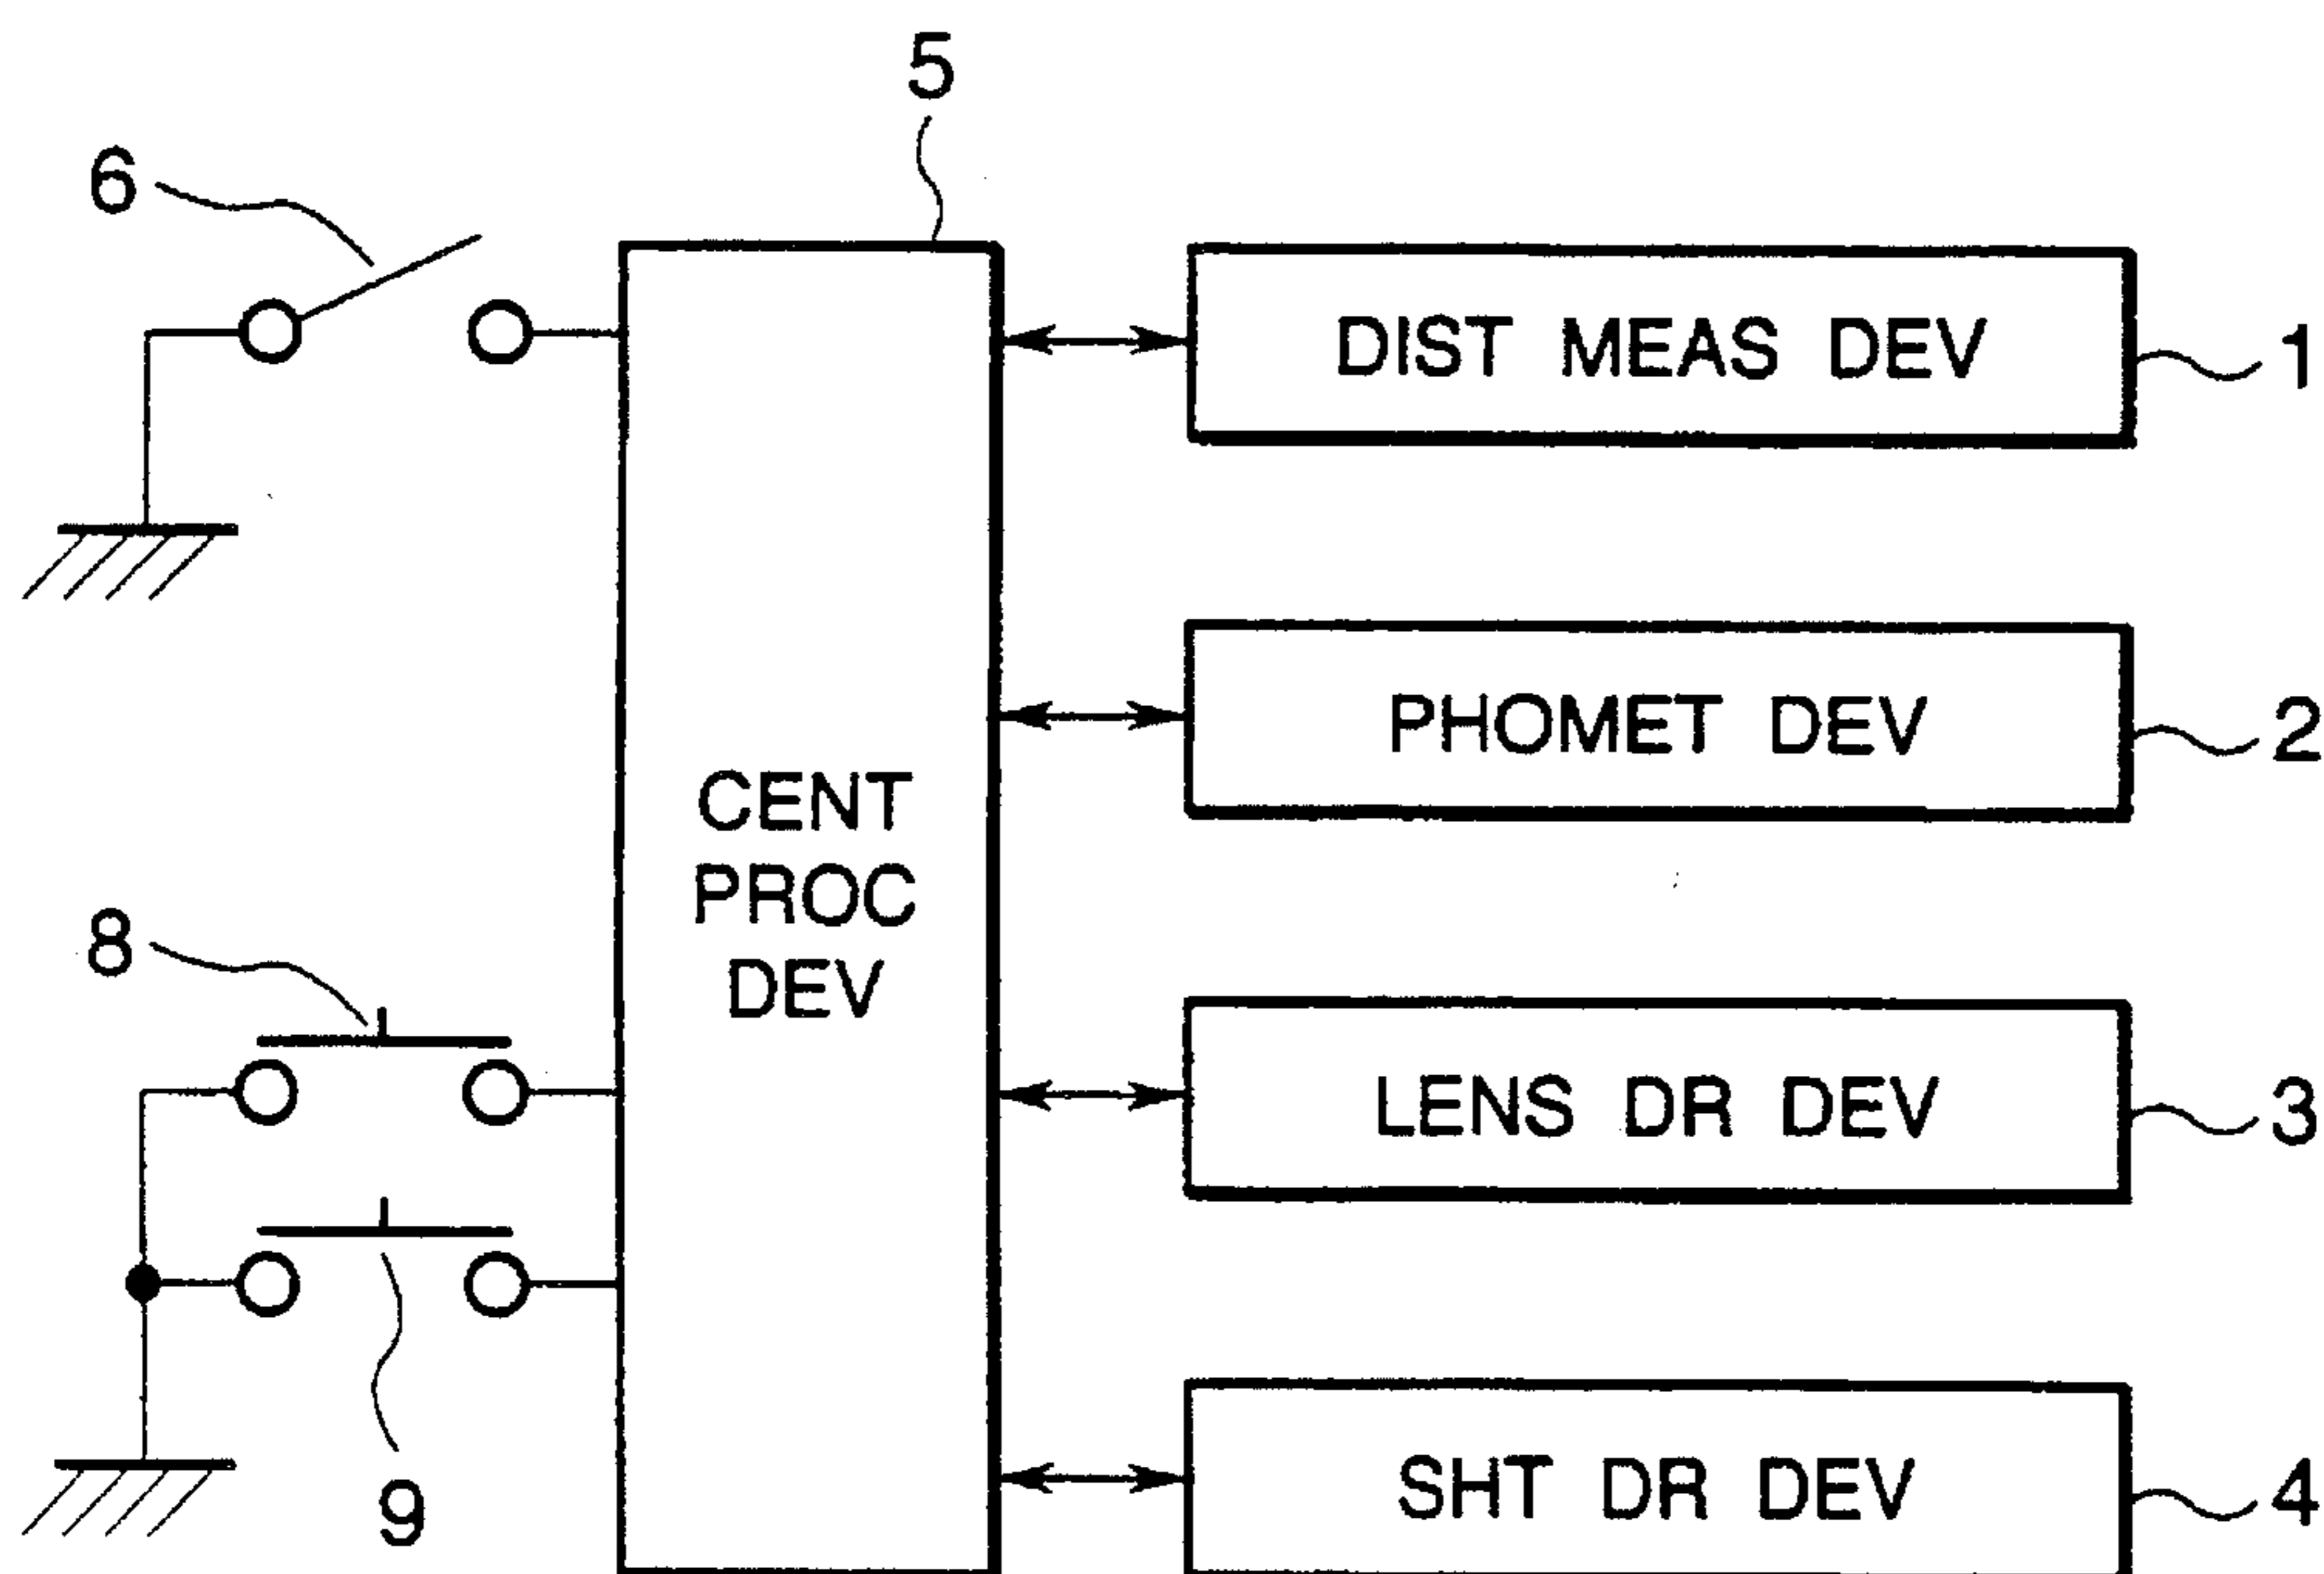 5
6
DIST MEAS DEV
1
PHOMET DEV
2
CENT
PROC
DEV
8
LENS DR DEV
3
9
SHT DR DEV
4